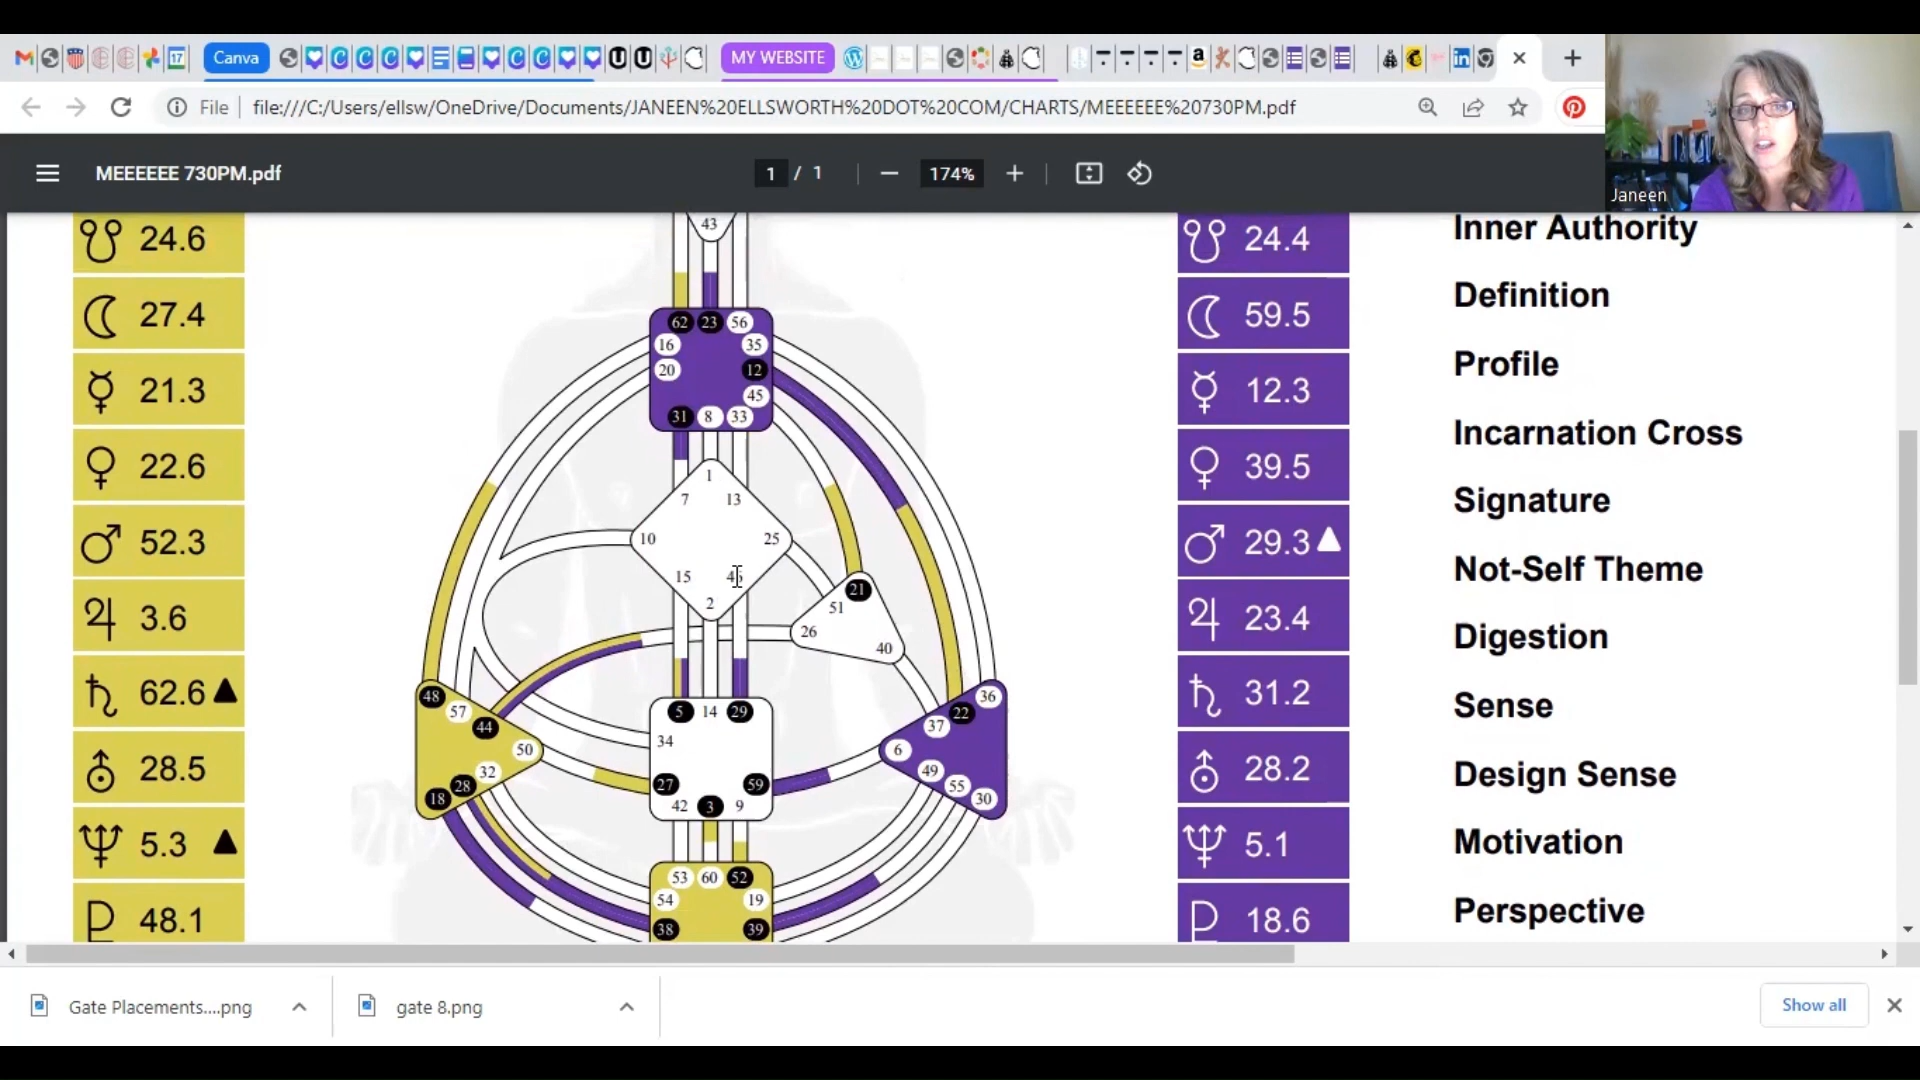 Canva
MY WEBSITE
File
file:///C:/Users/ellsw/OneDrive/Documents/JANEEN%20ELLSWORTH%20DOT%20COM/CHARTS/MEEEEEE%20730PM.pdf
Janeen
MEEEEEE 730PM.pdf
1 / 1
174%
24.6
27.4
21.3
22.6
52.3
3.6
62.6
28.5
5.3
48.1
43
62 23 56
16 35
20 12
45
31 8 33
1
7 13
10 25
15 46
2
21
51
26
40
48
57
44
50
32
28
18
5 14 29
34
27 59
42 3 9
36
22
37
6
49
55
30
53 60 52
54 19
38 39
24.4
59.5
12.3
39.5
29.3
23.4
31.2
28.2
5.1
18.6
Inner Authority
Definition
Profile
Incarnation Cross
Signature
Not-Self Theme
Digestion
Sense
Design Sense
Motivation
Perspective
Gate Placements....png
gate 8.png
Show all